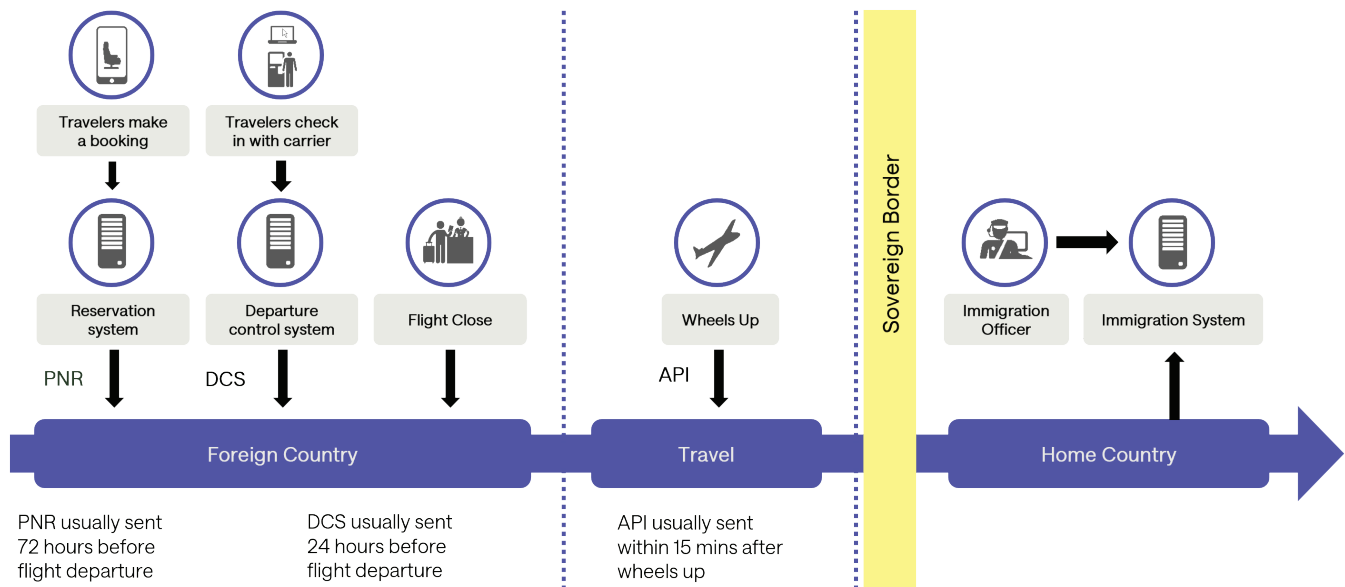 Travelers make
a booking
Travelers check
in with carrier
Reservation
system
Departure
control system
Flight Close
Wheels Up
Sovereign Border
Immigration
Officer
Immigration System
PNR
DCS
API
Foreign Country
Travel
Home Country
PNR usually sent
72 hours before
flight departure
DCS usually sent
24 hours before
flight departure
API usually sent
within 15 mins after
wheels up